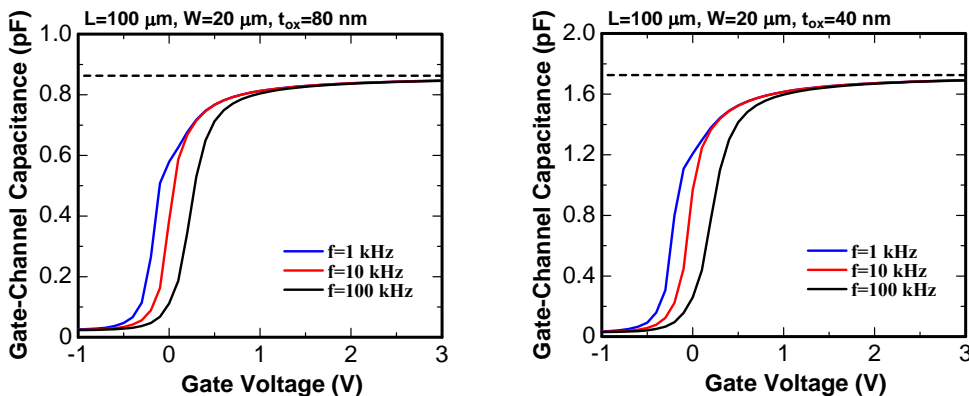 L=100 μm, W=20 μm, tox=80 nm
Gate-Channel Capacitance (pF)
1.0
0.8
0.6
0.4
0.2
0
f=1 kHz
f=10 kHz
f=100 kHz
-1
0
1
2
3
Gate Voltage (V)
L=100 μm, W=20 μm, tox=40 nm
Gate-Channel Capacitance (pF)
2.0
1.6
1.2
0.8
0.4
0
f=1 kHz
f=10 kHz
f=100 kHz
-1
0
1
2
3
Gate Voltage (V)